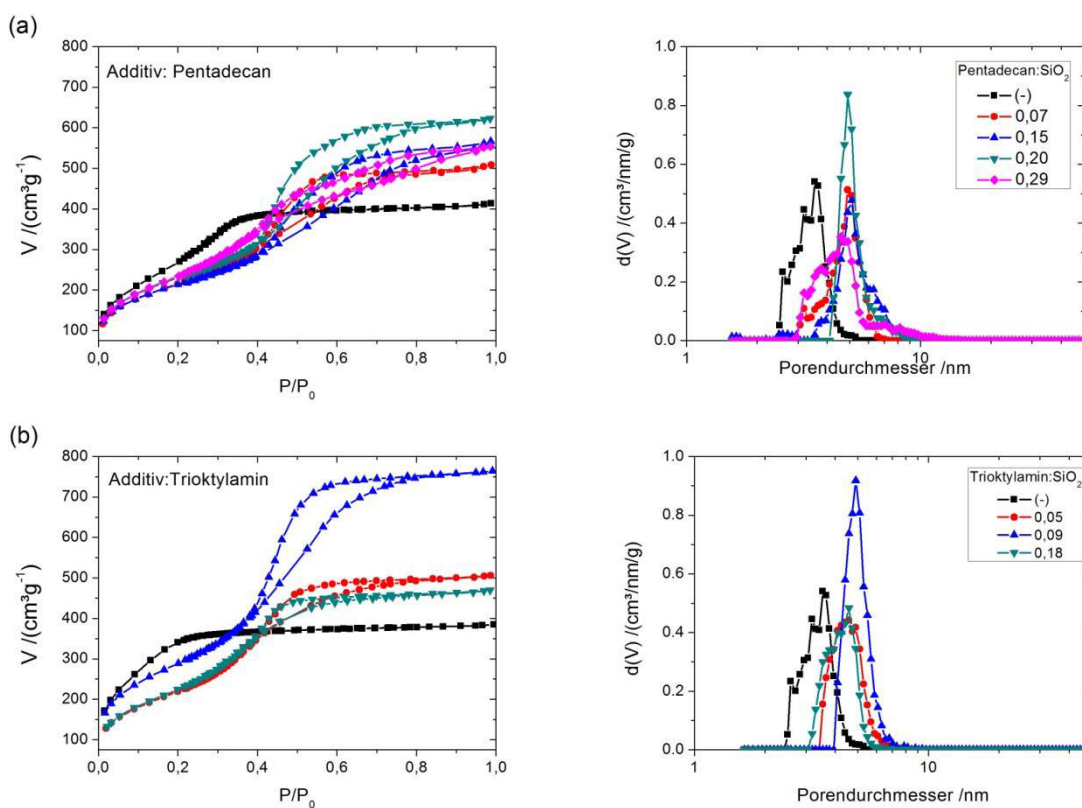 (a)
Additiv: Pentadecan
V /(cm³g⁻¹)
800
700
600
500
400
300
200
100
0,0 0,2 0,4 0,6 0,8 1,0
P/P₀
d(V) /(cm³/nm/g)
1.0
0.8
0.6
0.4
0.2
0.0
1 10
Porendurchmesser /nm
Pentadecan:SiO₂
(-)
0,07
0,15
0,20
0,29
(b)
Additiv:Trioktylamin
V /(cm³g⁻¹)
800
700
600
500
400
300
200
100
0,0 0,2 0,4 0,6 0,8 1,0
P/P₀
d(V) /(cm³/nm/g)
1.0
0.8
0.6
0.4
0.2
0.0
1 10
Porendurchmesser /nm
Trioktylamin:SiO₂
(-)
0,05
0,09
0,18